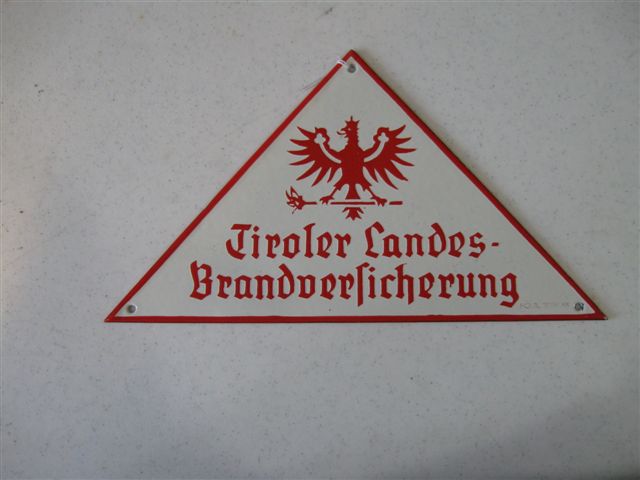 Tiroler Landes-
Brandversicherung